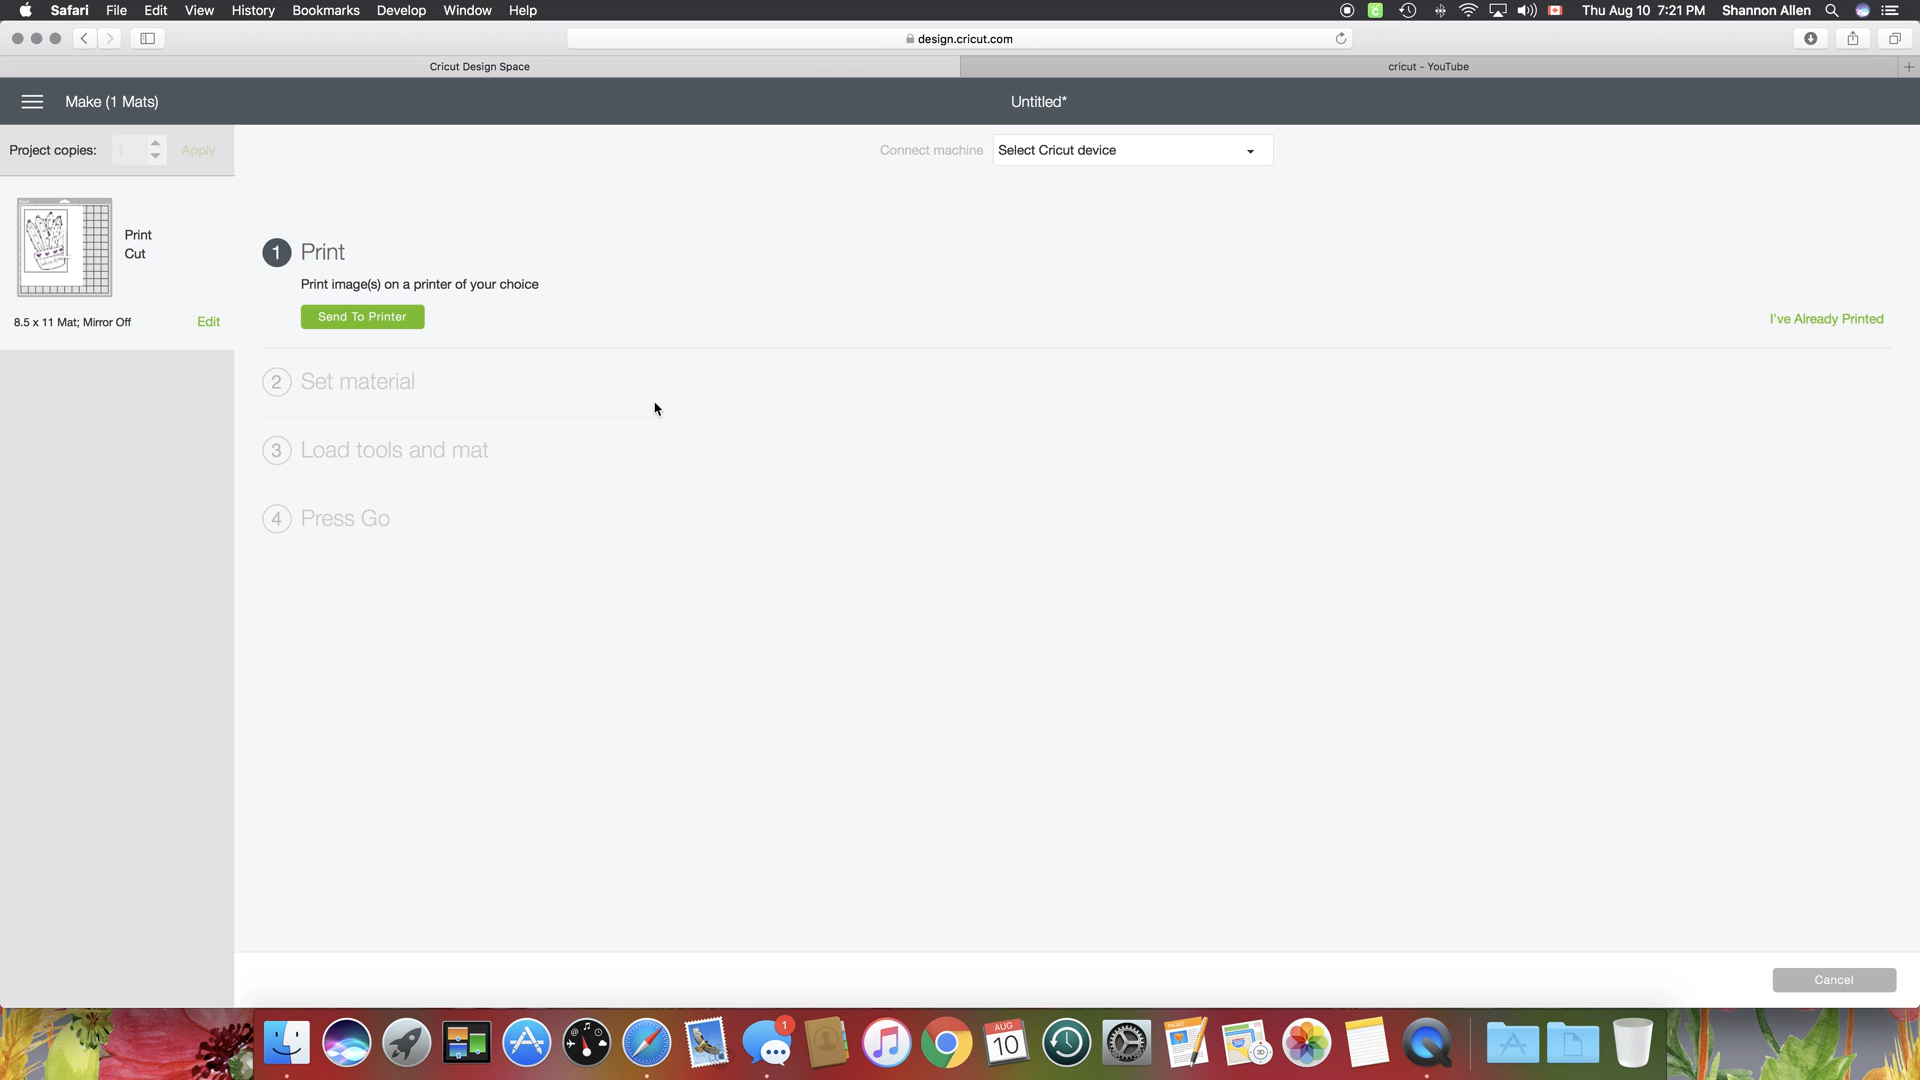 Safari File Edit View History Bookmarks Develop Window Help Thu Aug 10 7:21 PM Shannon Allen
design.cricut.com
Cricut Design Space cricut - YouTube
Make (1 Mats) Untitled*
Project copies: 1 Apply Connect machine Select Cricut device
Print
Cut
8.5 x 11 Mat; Mirror Off Edit
1 Print
Print image(s) on a printer of your choice
Send To Printer I've Already Printed
2 Set material
3 Load tools and mat
4 Press Go
Cancel
1
AUG
10
PAGES
3D